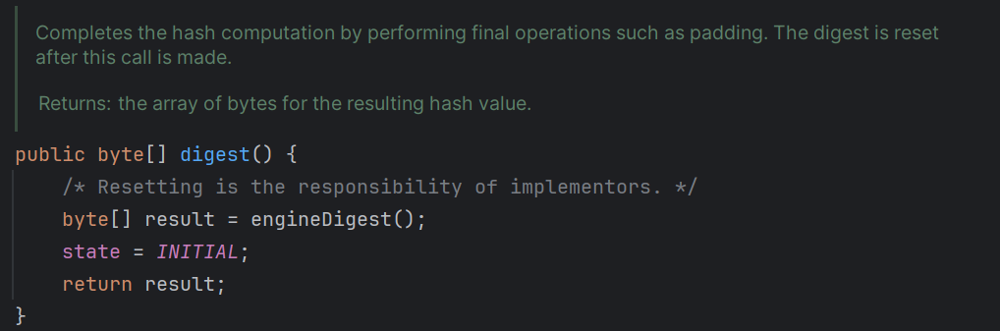 Completes the hash computation by performing final operations such as padding. The digest is reset
after this call is made.
Returns: the array of bytes for the resulting hash value.
public byte[] digest() {
    /* Resetting is the responsibility of implementors. */
    byte[] result = engineDigest();
    state = INITIAL;
    return result;
}